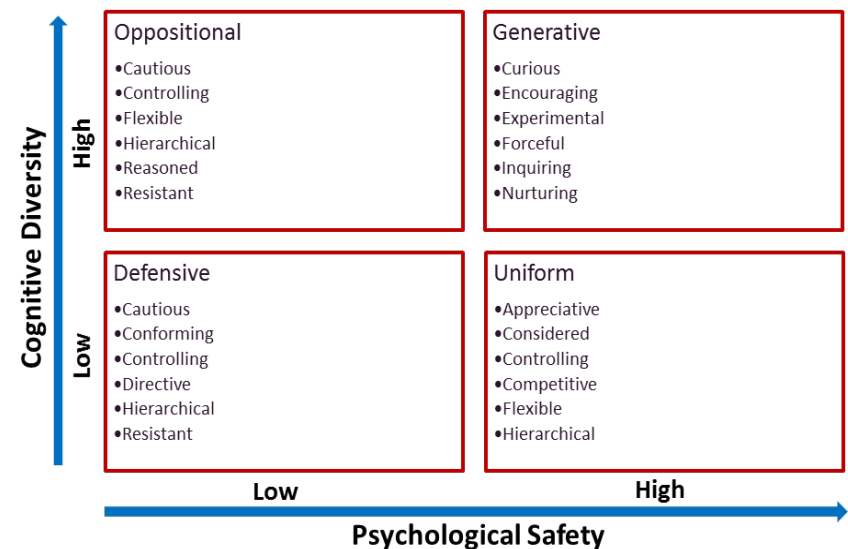 Oppositional
•Cautious
•Controlling
•Flexible
•Hierarchical
•Reasoned
•Resistant
Generative
•Curious
•Encouraging
•Experimental
•Forceful
•Inquiring
•Nurturing
Defensive
•Cautious
•Conforming
•Controlling
•Directive
•Hierarchical
•Resistant
Uniform
•Appreciative
•Considered
•Controlling
•Competitive
•Flexible
•Hierarchical
Cognitive Diversity
High
Low
Low
High
Psychological Safety